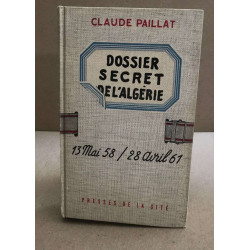 CLAUDE PAILLAT
DOSSIER
SECRET
DE L'ALGÉRIE
13 Mai 58 / 28 Avril 61
PRESSES DE LA CITÉ